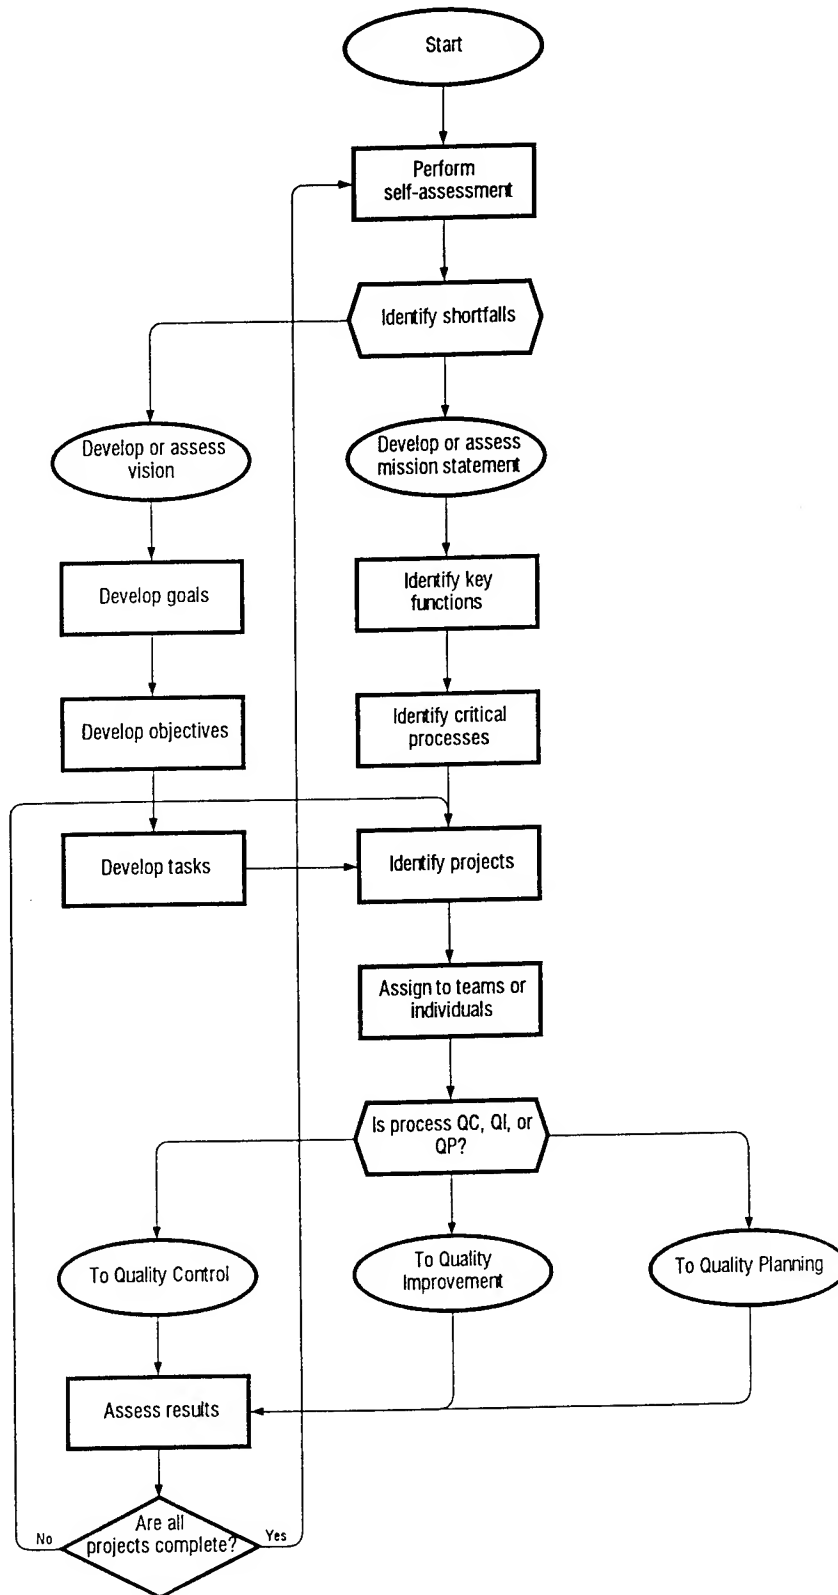 Start
Perform
self-assessment
Identify shortfalls
Develop or assess
vision
Develop or assess
mission statement
Develop goals
Identify key
functions
Develop objectives
Identify critical
processes
Develop tasks
Identify projects
Assign to teams or
individuals
Is process QC, QI, or
QP?
To Quality Control
To Quality
Improvement
To Quality Planning
Assess results
No
Are all
projects complete?
Yes